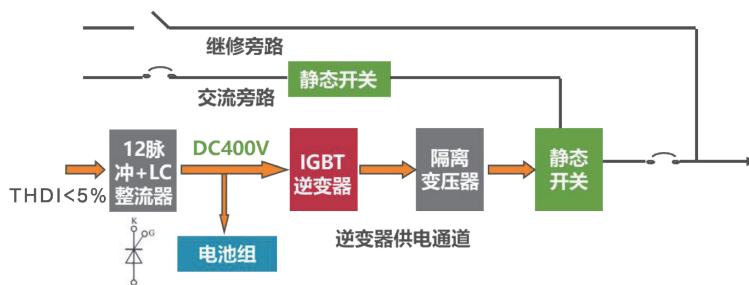 继修旁路
静态开关
交流旁路
12脉
冲+LC
整流器
DC400V
IGBT
逆变器
隔离
变压器
静态
开关
THDI<5%
K
G
电池组
逆变器供电通道